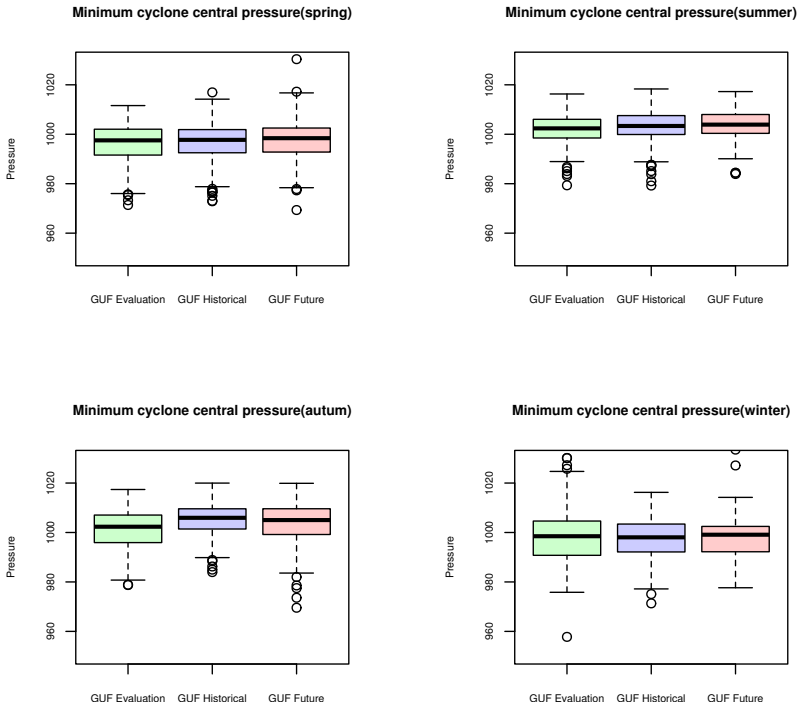 Minimum cyclone central pressure(spring)
Pressure
1020
1000
980
960
GUF Evaluation GUF Historical GUF Future
Minimum cyclone central pressure(summer)
Pressure
1020
1000
980
960
GUF Evaluation GUF Historical GUF Future
Minimum cyclone central pressure(autum)
Pressure
1020
1000
980
960
GUF Evaluation GUF Historical GUF Future
Minimum cyclone central pressure(winter)
Pressure
1020
1000
980
960
GUF Evaluation GUF Historical GUF Future